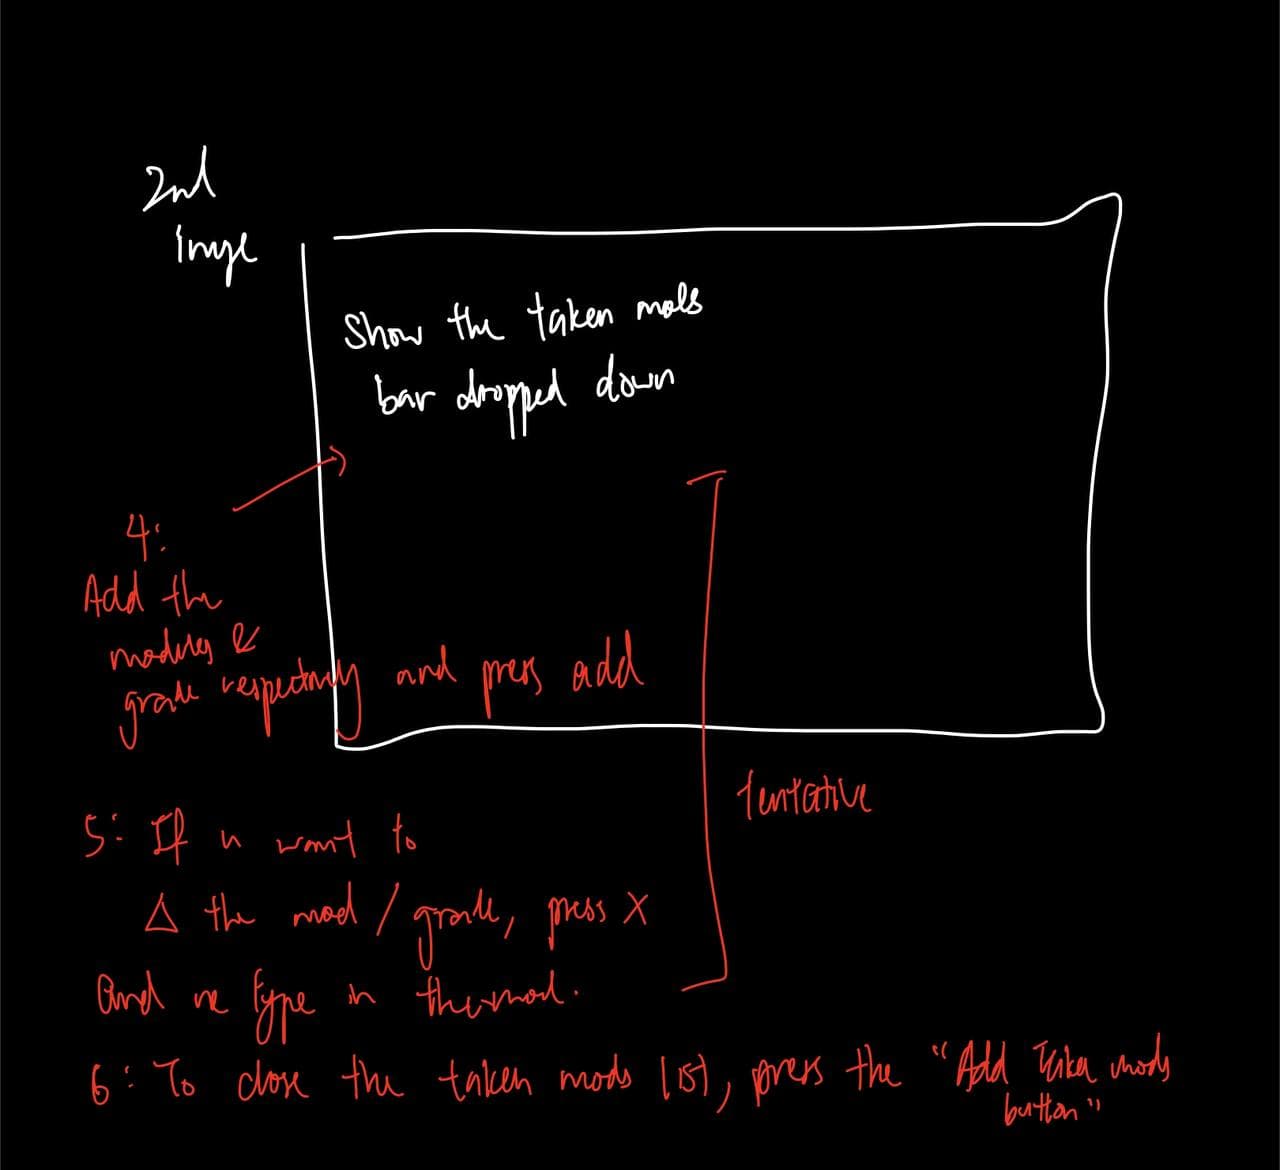 2nd
image
Show the taken mods
bar dropped down
4:
Add the
modules &
grade respectively and press add
tentative
5: If u want to
Δ the mod / grade, press X
And re type in the mod.
6: To close the taken mods list, press the "Add Taken mods
button"